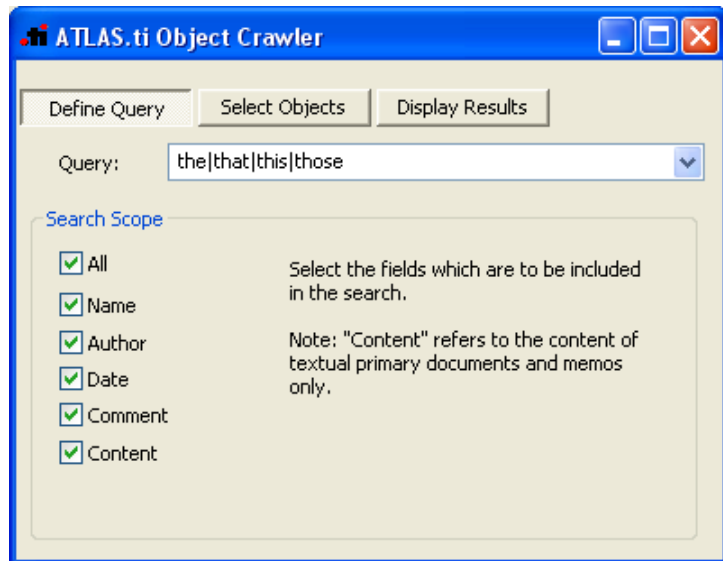 .ti ATLAS.ti Object Crawler
Define Query Select Objects Display Results
Query: the|that|this|those
Search Scope
All
Name
Author
Date
Comment
Content
Select the fields which are to be included
in the search.
Note: "Content" refers to the content of
textual primary documents and memos
only.